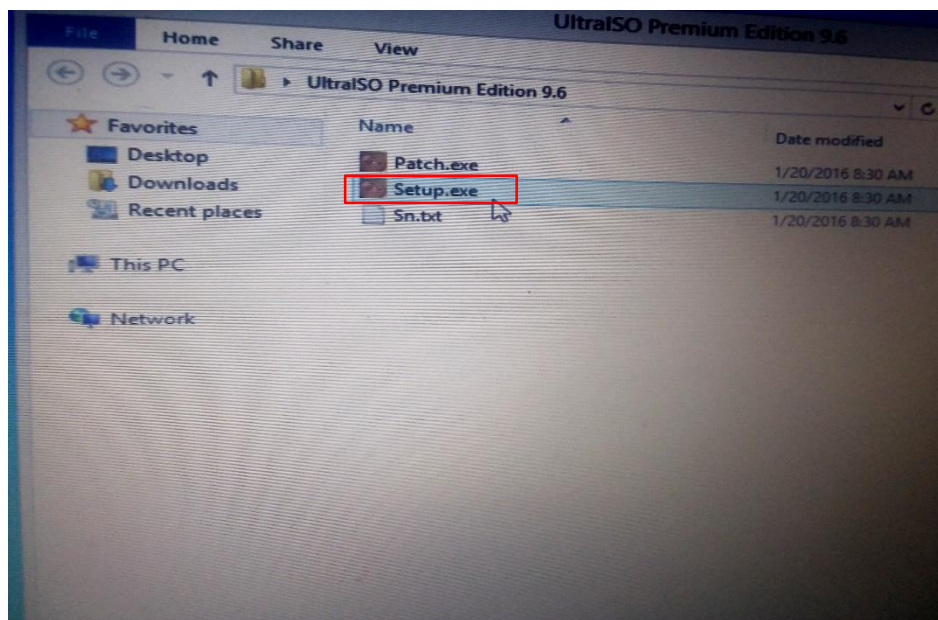 UltraISO Premium Edition 9.6
File Home Share View
UltraISO Premium Edition 9.6
Favorites
Desktop
Downloads
Recent places
This PC
Network
Name Date modified
Patch.exe 1/20/2016 8:30 AM
Setup.exe 1/20/2016 8:30 AM
Sn.txt 1/20/2016 8:30 AM